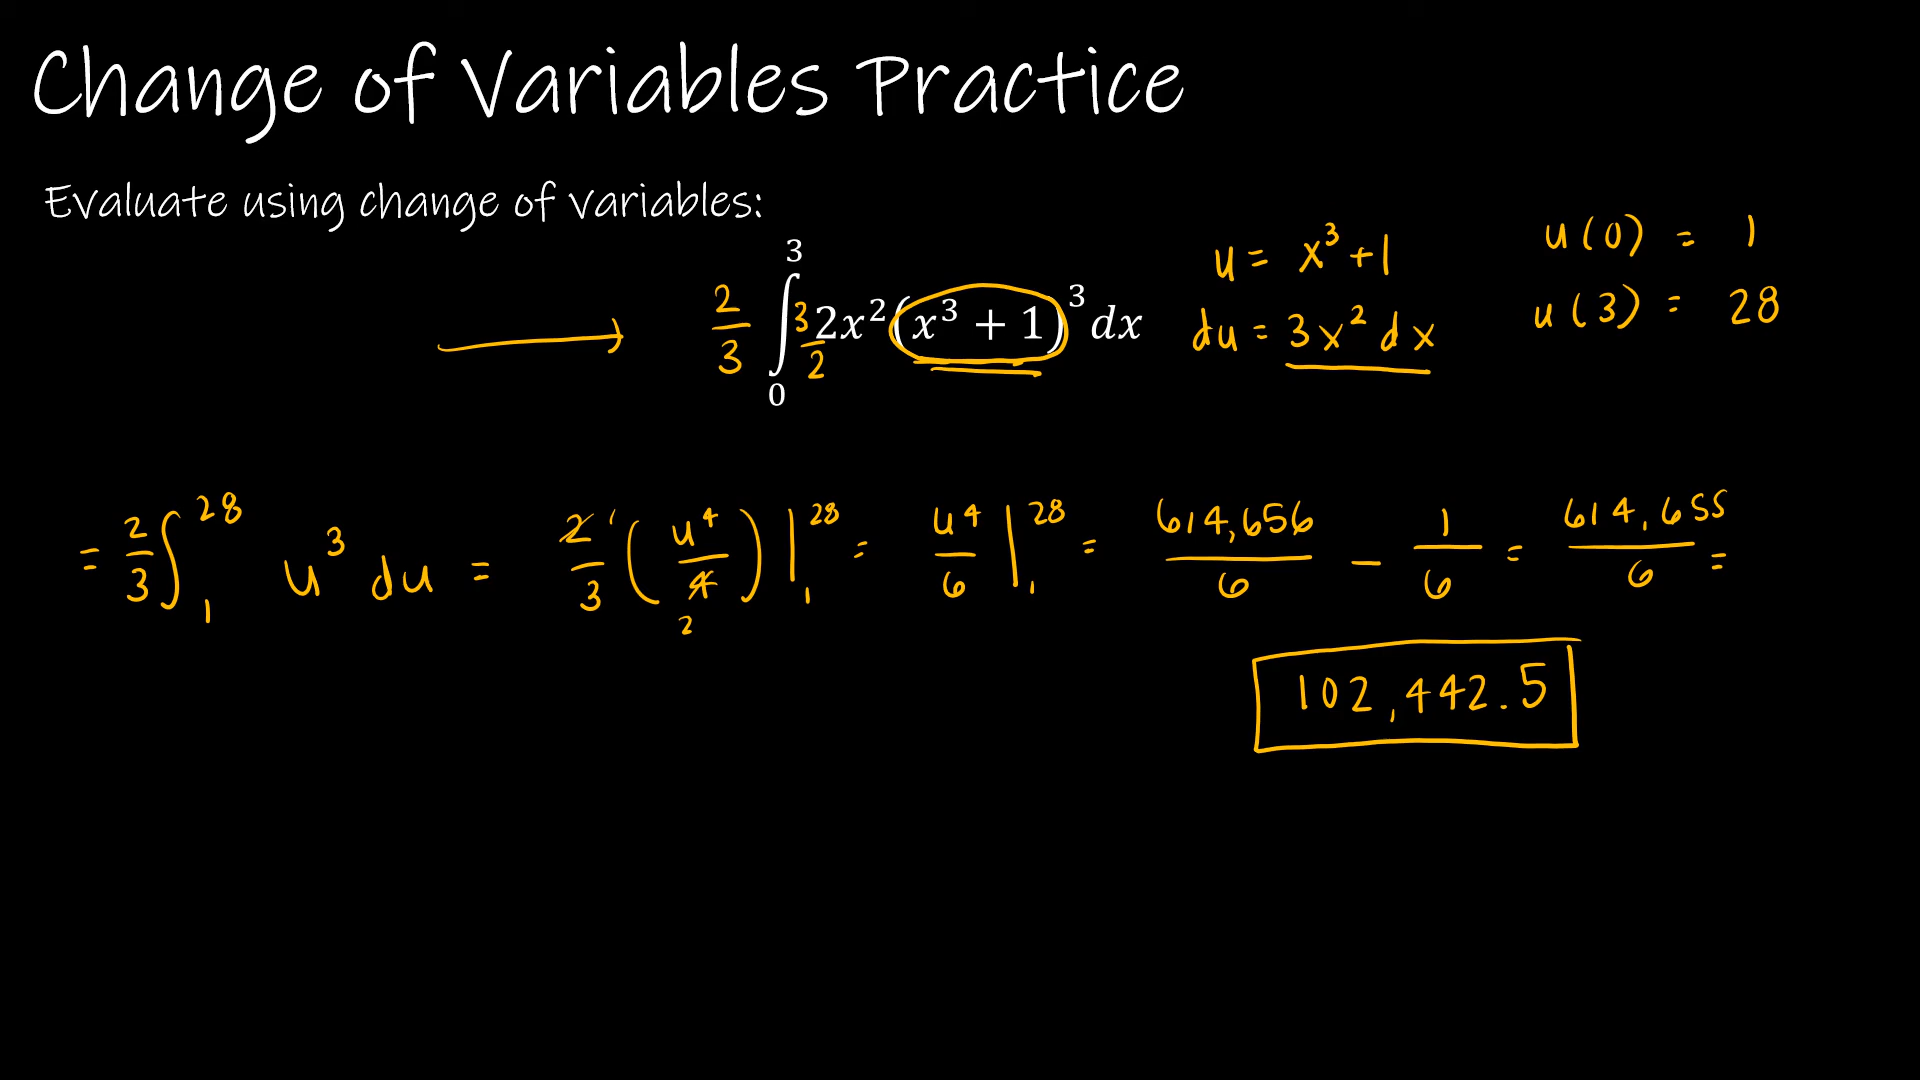 Change of Variables Practice
Evaluate using change of variables:
2/3 ∫₀³ 3/2 2x²(x³ + 1)³ dx
u = x³ + 1
du = 3x² dx
u(0) = 1
u(3) = 28
= 2/3 ∫₁²⁸ u³ du = 2 1/3 (u⁴/4 2) |₁²⁸ = u⁴/6 |₁²⁸ = 614,656/6 − 1/6 = 614,655/6 =
102,442.5